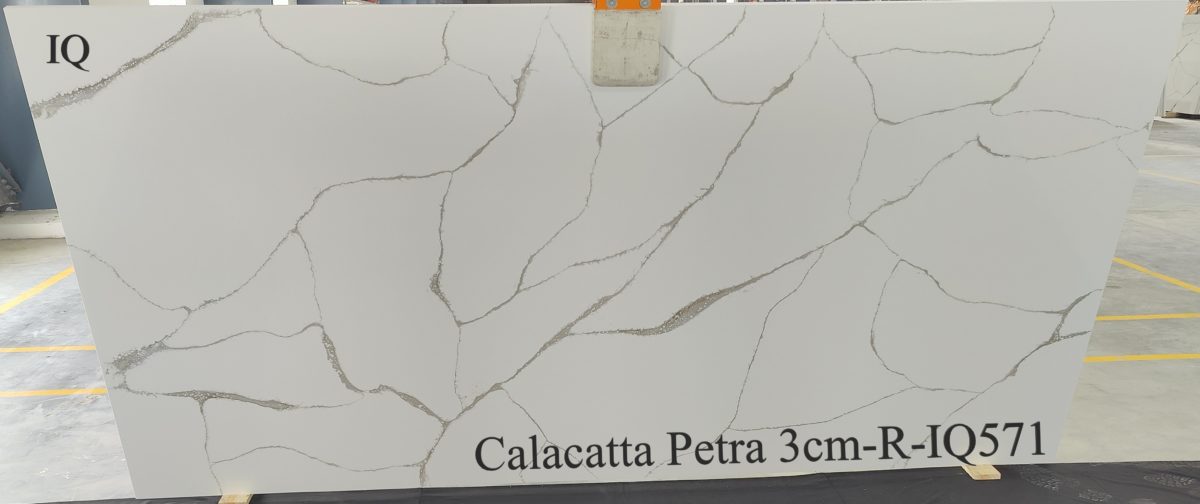 IQ
Calacatta Petra 3cm-R-IQ571